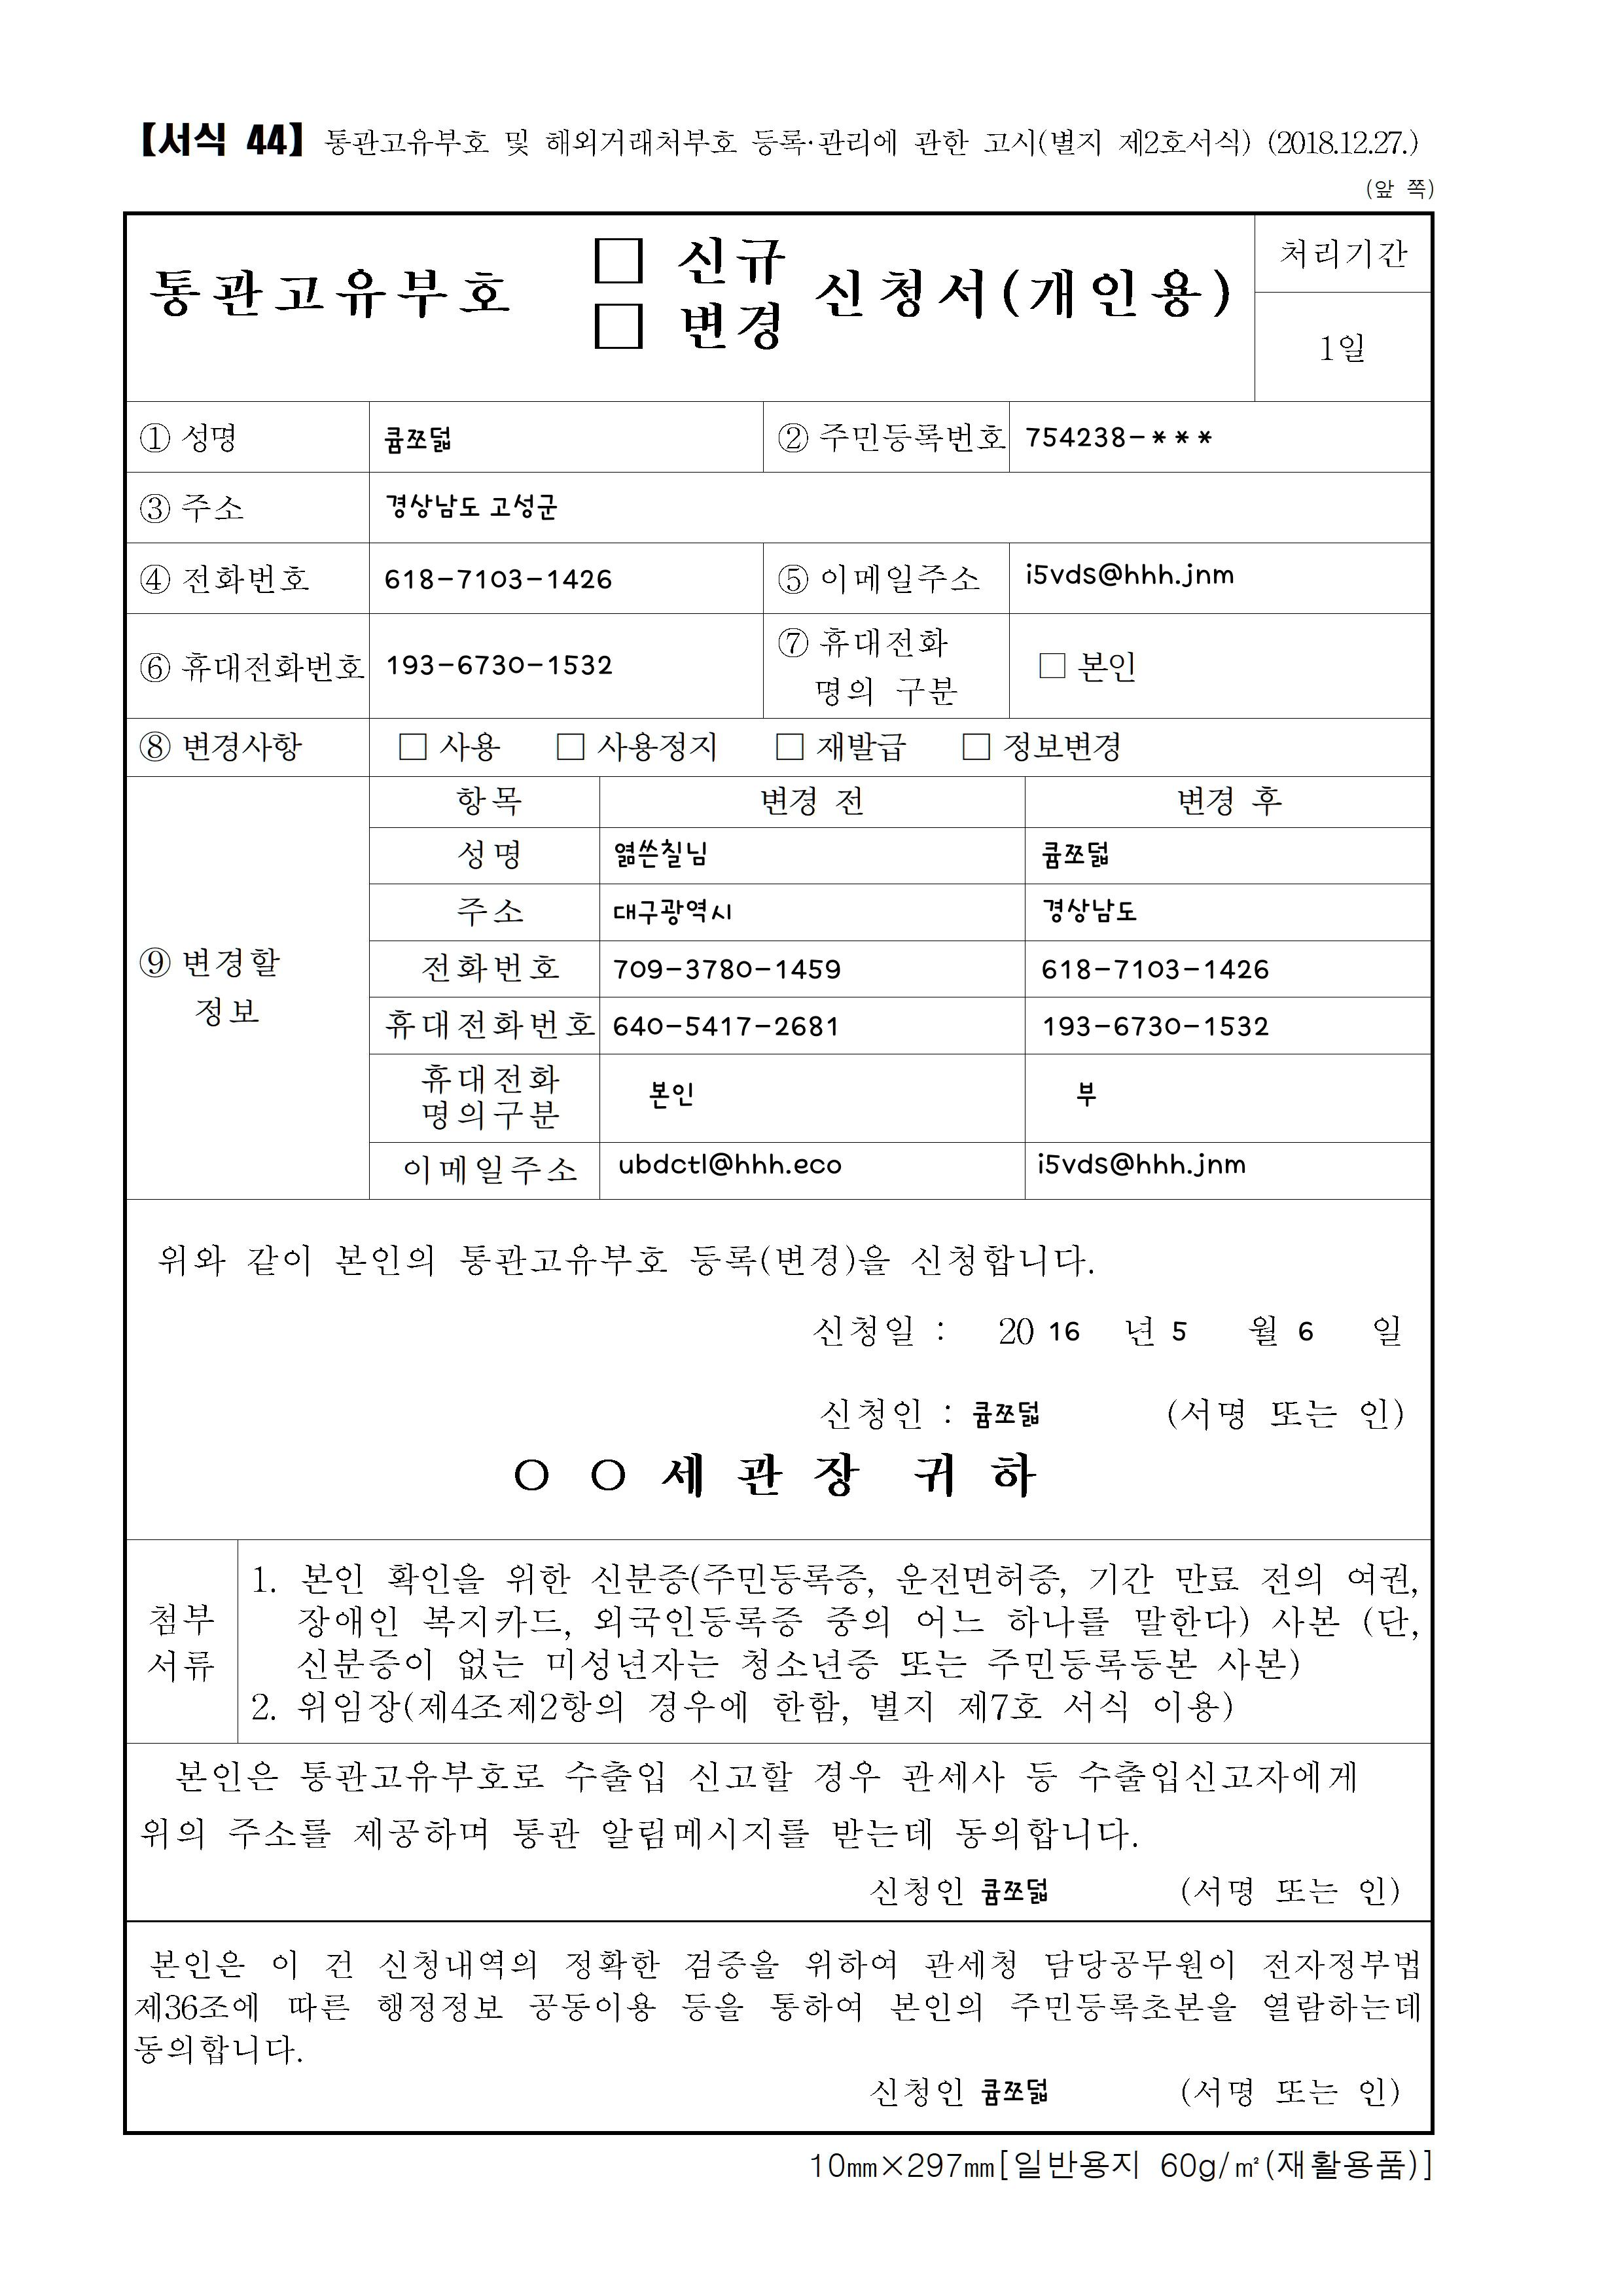 【서식 44】 통관고유부호 및 해외거래처부호 등록·관리에 관한 고시(별지 제2호서식) (2018.12.27.)
(앞 쪽)
통관고유부호 □ 신규 □ 변경 신청서(개인용)
처리기간
1일
① 성명 큠쪼덟 ② 주민등록번호 754238-***
③ 주소 경상남도 고성군
④ 전화번호 618-7103-1426 ⑤ 이메일주소 i5vds@hhh.jnm
⑥ 휴대전화번호 193-6730-1532 ⑦ 휴대전화 명의 구분 □ 본인
⑧ 변경사항 □ 사용 □ 사용정지 □ 재발급 □ 정보변경
⑨ 변경할 정보
항목 변경 전 변경 후
성명 엷쓴칠님 큠쪼덟
주소 대구광역시 경상남도
전화번호 709-3780-1459 618-7103-1426
휴대전화번호 640-5417-2681 193-6730-1532
휴대전화 명의구분 본인 부
이메일주소 ubdctl@hhh.eco i5vds@hhh.jnm
위와 같이 본인의 통관고유부호 등록(변경)을 신청합니다.
신청일 : 20 16 년 5 월 6 일
신청인 : 큠쪼덟 (서명 또는 인)
○ ○ 세 관 장 귀 하
첨부 서류
1. 본인 확인을 위한 신분증(주민등록증, 운전면허증, 기간 만료 전의 여권,
장애인 복지카드, 외국인등록증 중의 어느 하나를 말한다) 사본 (단,
신분증이 없는 미성년자는 청소년증 또는 주민등록등본 사본)
2. 위임장(제4조제2항의 경우에 한함, 별지 제7호 서식 이용)
본인은 통관고유부호로 수출입 신고할 경우 관세사 등 수출입신고자에게
위의 주소를 제공하며 통관 알림메시지를 받는데 동의합니다.
신청인 큠쪼덟 (서명 또는 인)
본인은 이 건 신청내역의 정확한 검증을 위하여 관세청 담당공무원이 전자정부법
제36조에 따른 행정정보 공동이용 등을 통하여 본인의 주민등록초본을 열람하는데
동의합니다.
신청인 큠쪼덟 (서명 또는 인)
10㎜×297㎜[일반용지 60g/㎡(재활용품)]